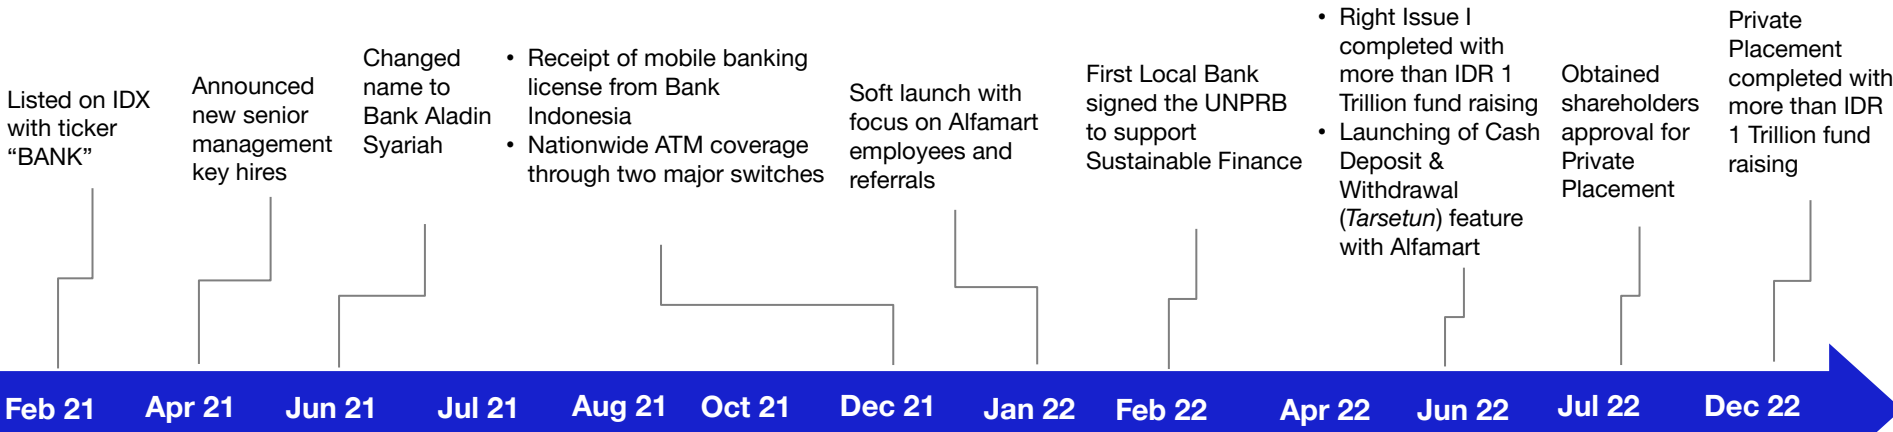 Listed on IDX
with ticker
“BANK”
Announced
new senior
management
key hires
Changed
name to
Bank Aladin
Syariah
• Receipt of mobile banking
license from Bank
Indonesia
• Nationwide ATM coverage
through two major switches
Soft launch with
focus on Alfamart
employees and
referrals
First Local Bank
signed the UNPRB
to support
Sustainable Finance
• Right Issue I
completed with
more than IDR 1
Trillion fund raising
• Launching of Cash
Deposit &
Withdrawal
(Tarsetun) feature
with Alfamart
Obtained
shareholders
approval for
Private
Placement
Private
Placement
completed with
more than IDR
1 Trillion fund
raising
Feb 21 Apr 21 Jun 21 Jul 21 Aug 21 Oct 21 Dec 21 Jan 22 Feb 22 Apr 22 Jun 22 Jul 22 Dec 22